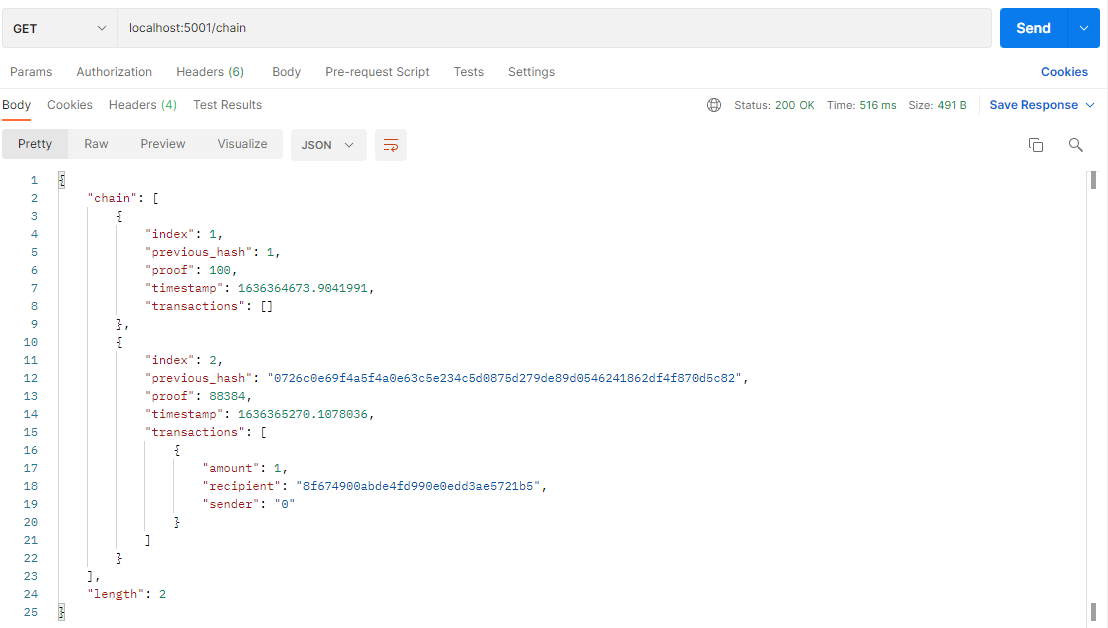 GET localhost:5001/chain Send
Params Authorization Headers (6) Body Pre-request Script Tests Settings Cookies
Body Cookies Headers (4) Test Results Status: 200 OK Time: 516 ms Size: 491 B Save Response
Pretty Raw Preview Visualize JSON
1 {
2 "chain": [
3 {
4 "index": 1,
5 "previous_hash": 1,
6 "proof": 100,
7 "timestamp": 1636364673.9041991,
8 "transactions": []
9 },
10 {
11 "index": 2,
12 "previous_hash": "0726c0e69f4a5f4a0e63c5e234c5d0875d279de89d0546241862df4f870d5c82",
13 "proof": 88384,
14 "timestamp": 1636365270.1078036,
15 "transactions": [
16 {
17 "amount": 1,
18 "recipient": "8f674900abde4fd990e0edd3ae5721b5",
19 "sender": "0"
20 }
21 ]
22 }
23 ],
24 "length": 2
25 }